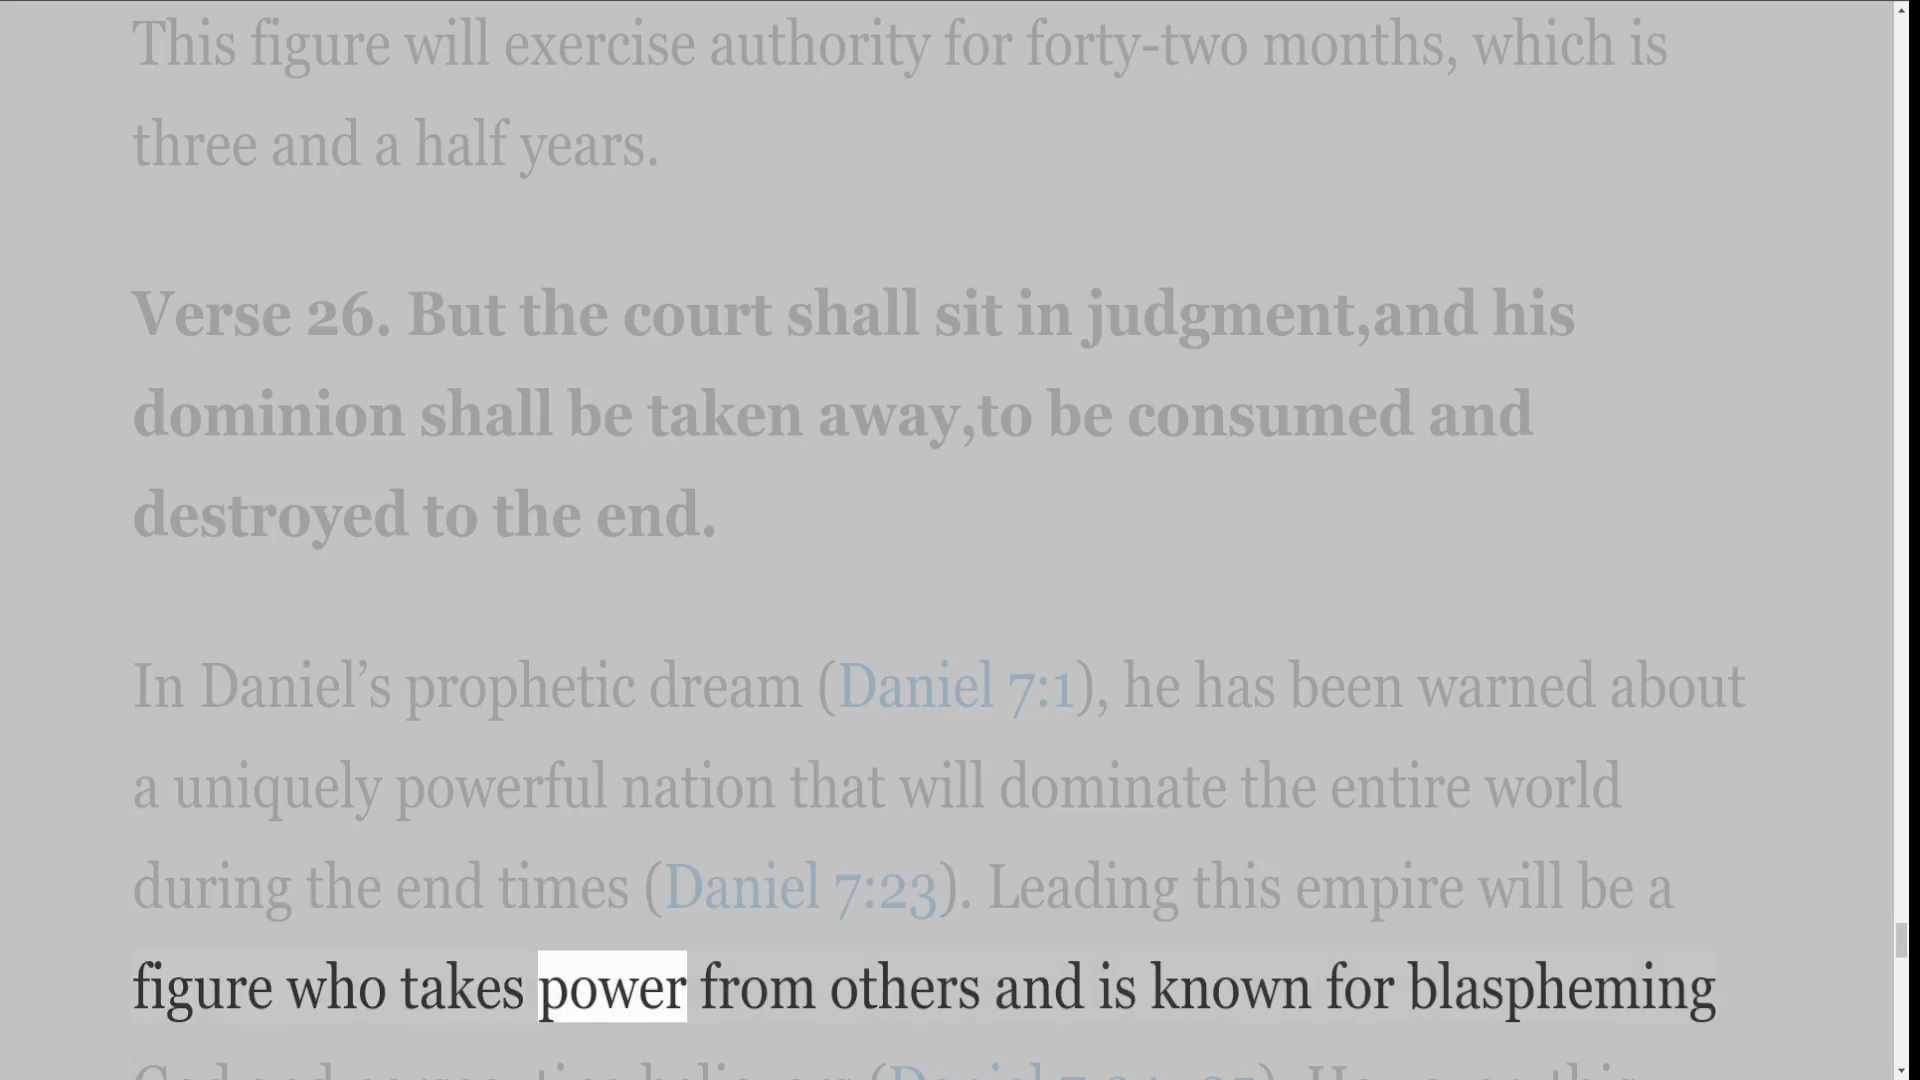 This figure will exercise authority for forty-two months, which is
three and a half years.
Verse 26. But the court shall sit in judgment,and his
dominion shall be taken away,to be consumed and
destroyed to the end.
In Daniel’s prophetic dream (Daniel 7:1), he has been warned about
a uniquely powerful nation that will dominate the entire world
during the end times (Daniel 7:23). Leading this empire will be a
figure who takes power from others and is known for blaspheming